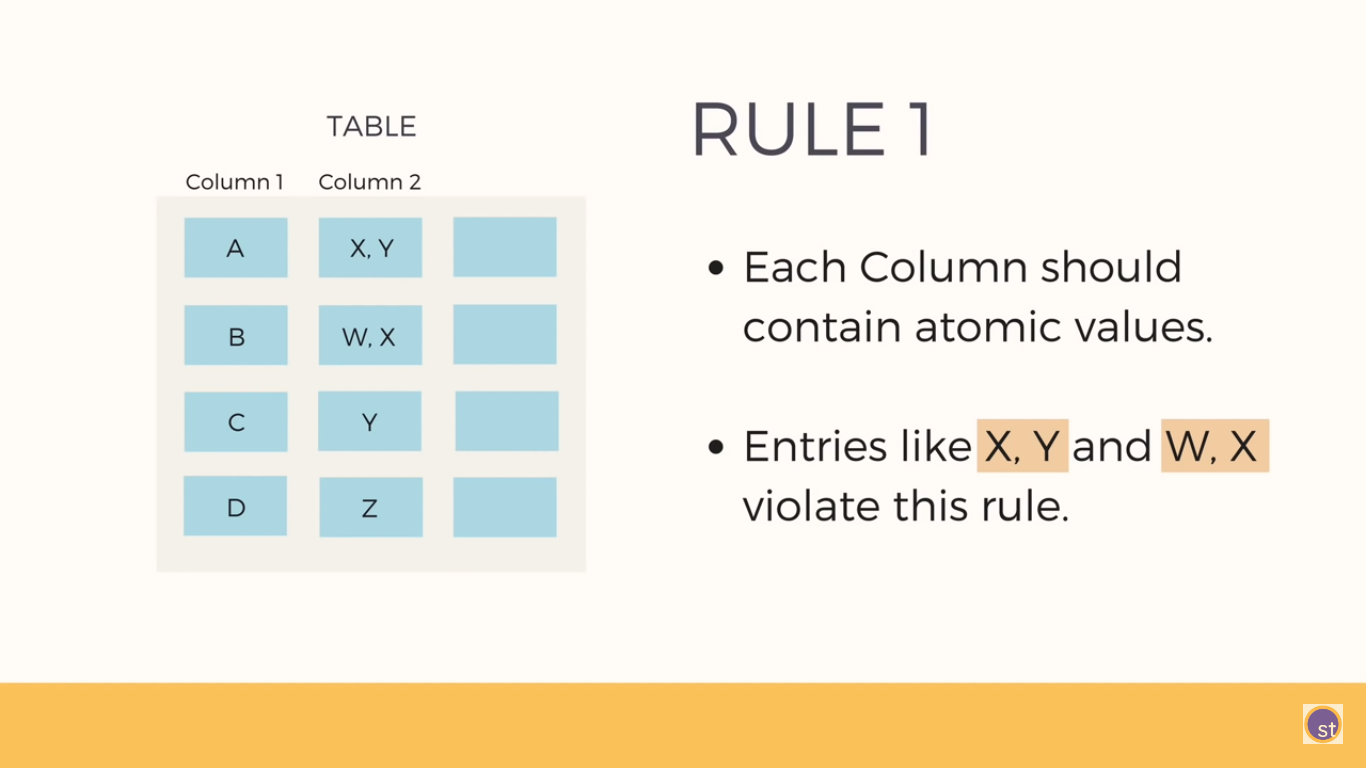 TABLE
Column 1 Column 2
A X, Y
B W, X
C Y
D Z
RULE 1
• Each Column should
contain atomic values.
• Entries like X, Y and W, X
violate this rule.
st